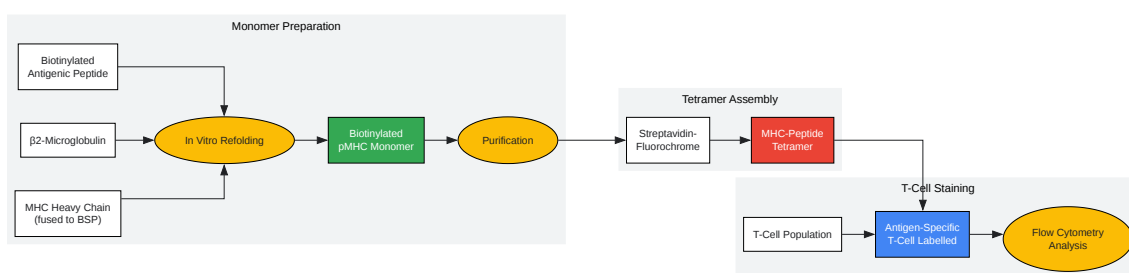 Monomer Preparation
Biotinylated
Antigenic Peptide
β2-Microglobulin
MHC Heavy Chain
(fused to BSP)
In Vitro Refolding
Biotinylated
pMHC Monomer
Purification
Tetramer Assembly
Streptavidin-
Fluorochrome
MHC-Peptide
Tetramer
T-Cell Staining
T-Cell Population
Antigen-Specific
T-Cell Labelled
Flow Cytometry
Analysis